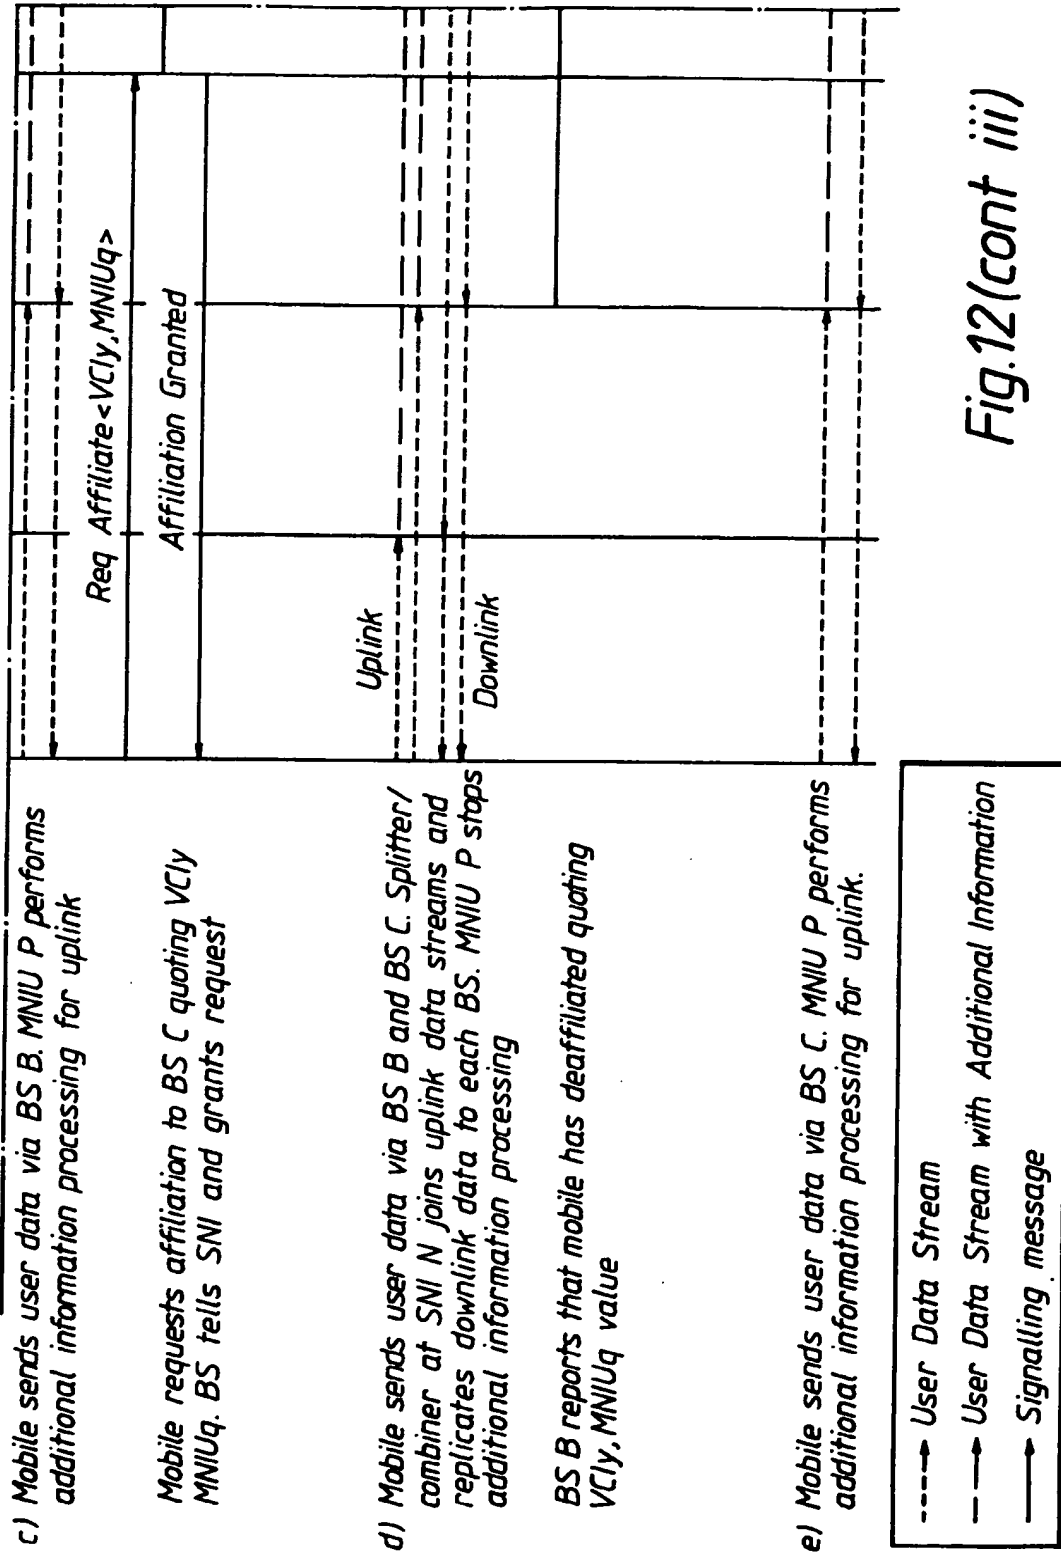 c) Mobile sends user data via BS B. MNIU P performs
additional information processing for uplink
Req Affiliate<VCIy,MNIUq>
Mobile requests affiliation to BS C quoting VCIy
MNIUq. BS tells SNI and grants request
Affiliation Granted
Uplink
d) Mobile sends user data via BS B and BS C. Splitter/
combiner at SNI N joins uplink data streams and
replicates downlink data to each BS. MNIU P stops
additional information processing
Downlink
BS B reports that mobile has deaffiliated quoting
VCIy, MNIUq value
e) Mobile sends user data via BS C. MNIU P performs
additional information processing for uplink.
User Data Stream
User Data Stream with Additional Information
Signalling message
Fig.12(cont iii)